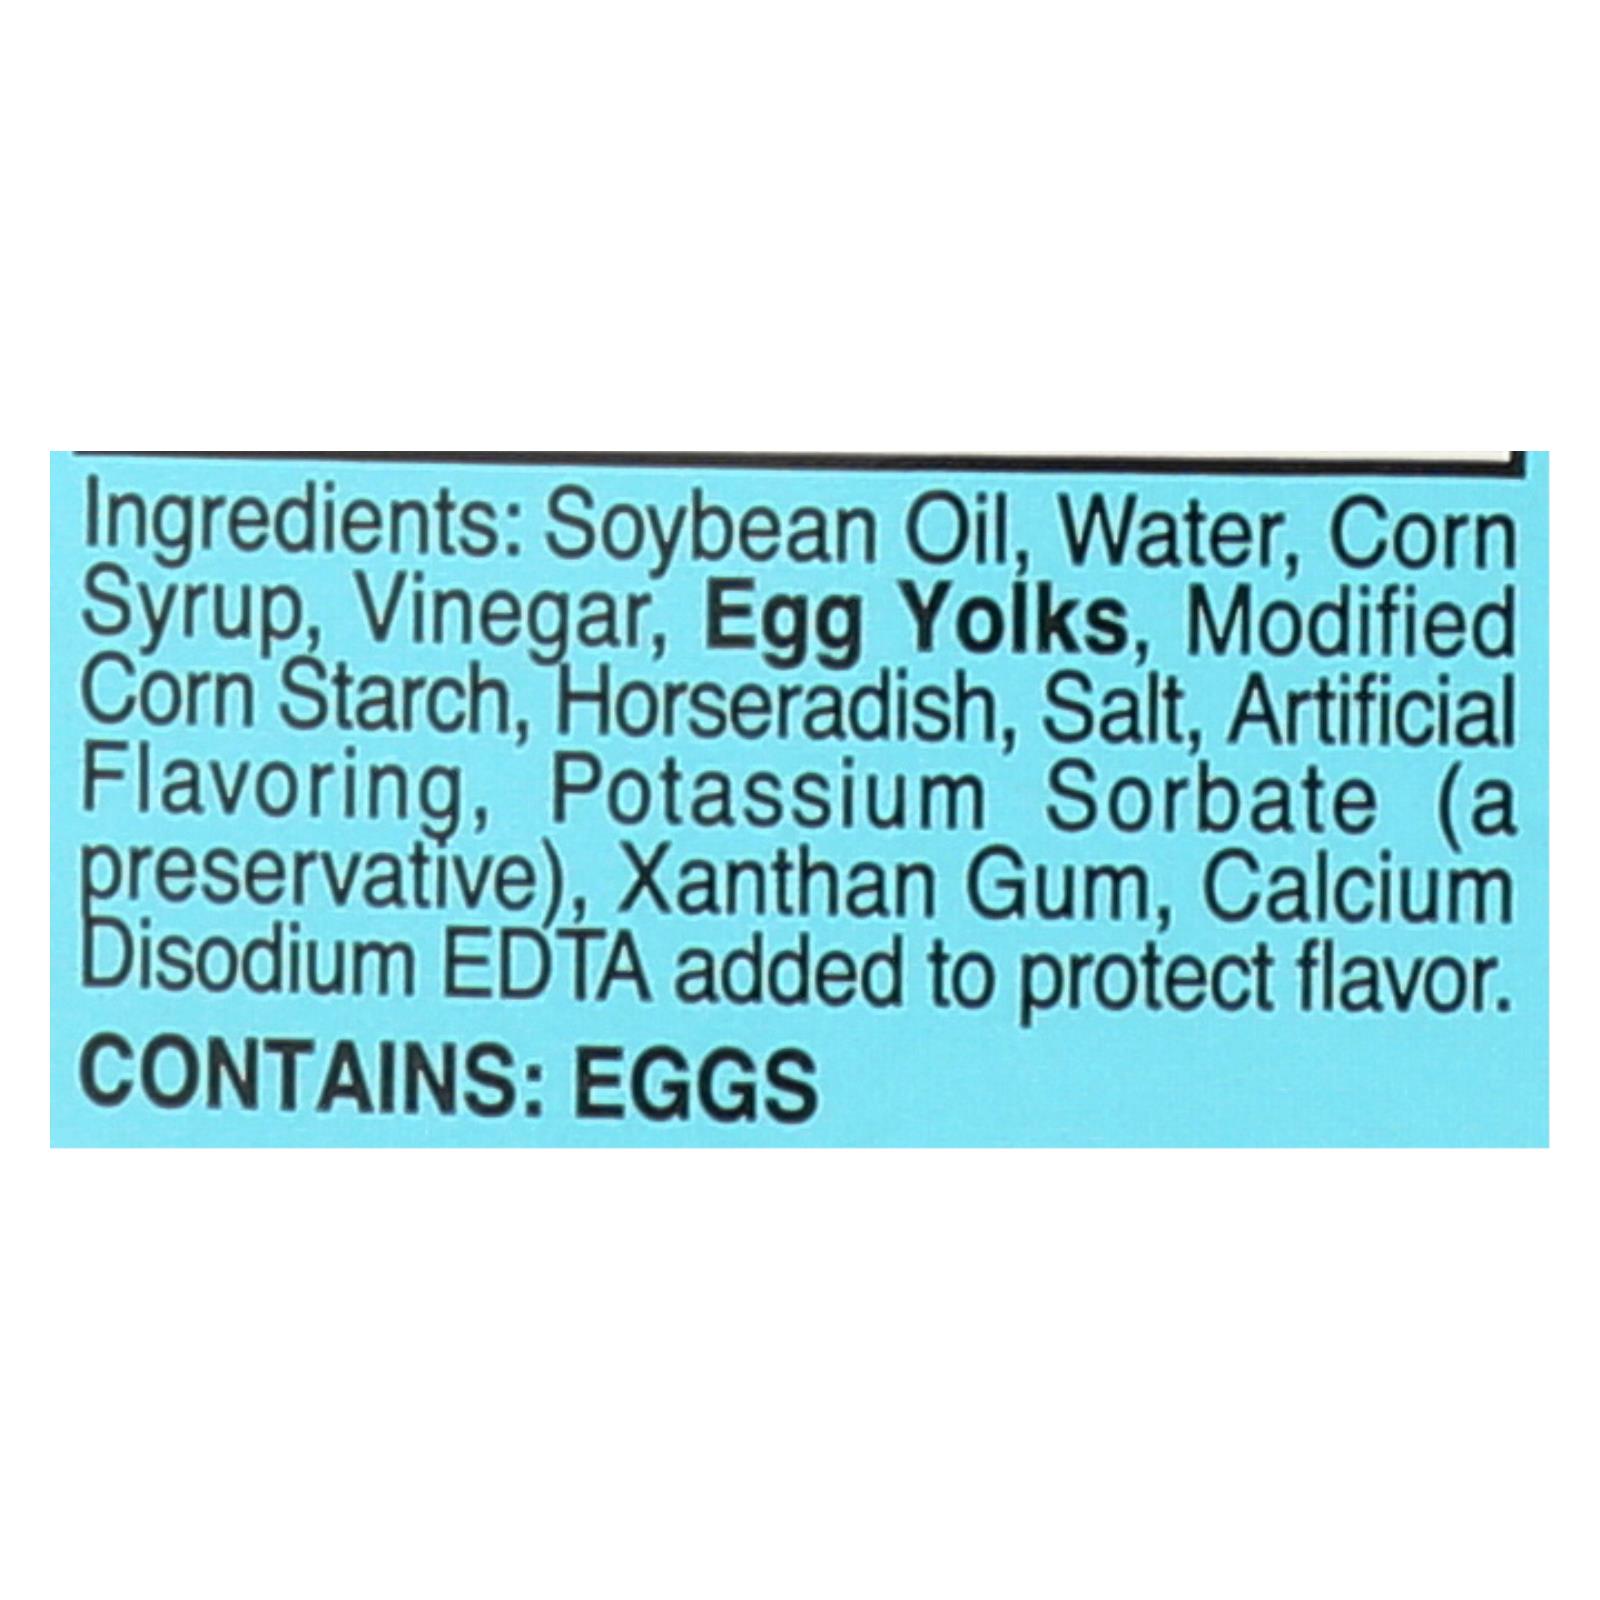 Ingredients: Soybean Oil, Water, Corn
Syrup, Vinegar, Egg Yolks, Modified
Corn Starch, Horseradish, Salt, Artificial
Flavoring, Potassium Sorbate (a
preservative), Xanthan Gum, Calcium
Disodium EDTA added to protect flavor.
CONTAINS: EGGS